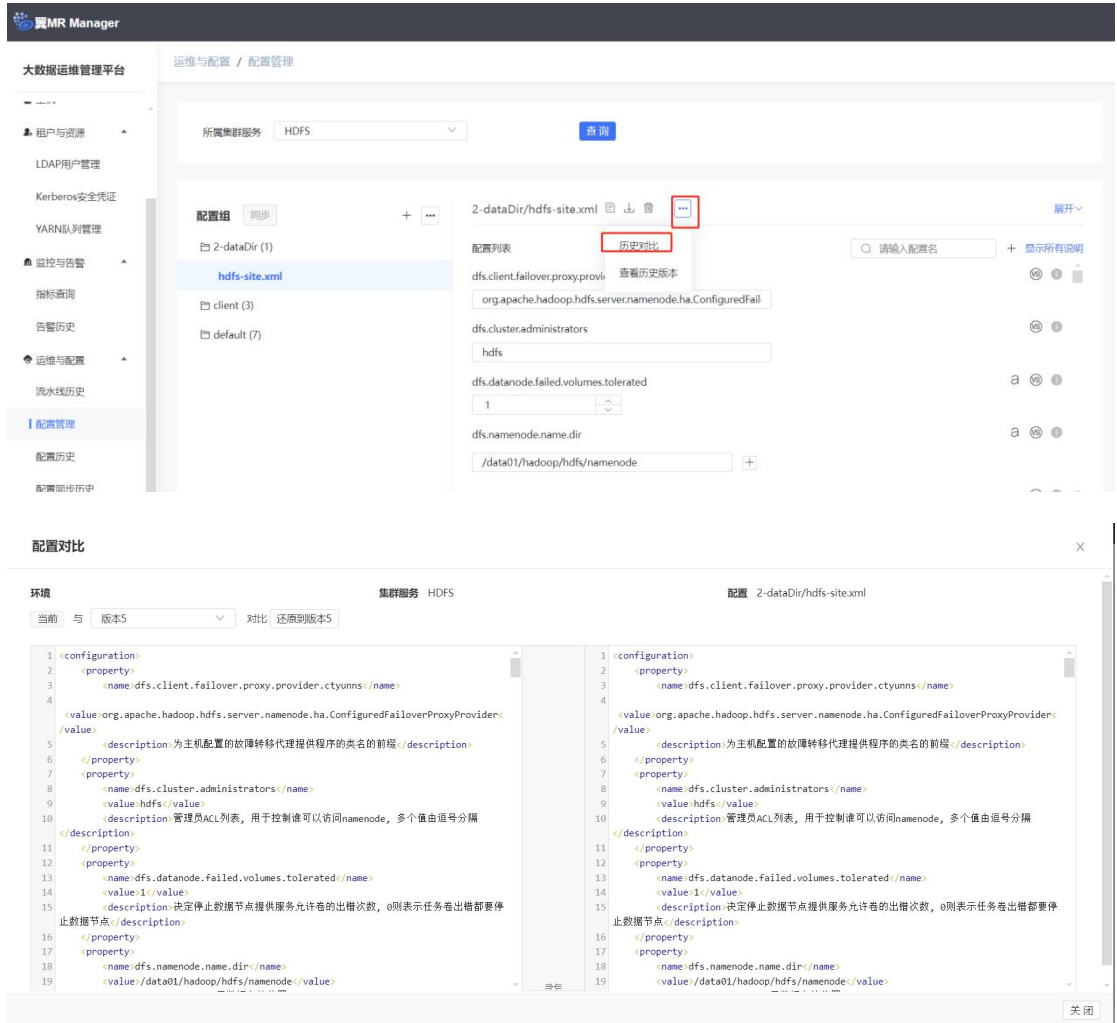 翼MR Manager
大数据运维管理平台
运维与配置 / 配置管理
租户与资源
LDAP用户管理
Kerberos安全凭证
YARN队列管理
监控与告警
指标查询
告警历史
运维与配置
流水线历史
配置管理
配置历史
配置同步历史
所属集群服务 HDFS 查询
配置组 同步
2-dataDir (1)
hdfs-site.xml
client (3)
default (7)
2-dataDir/hdfs-site.xml 展开
历史对比
查看历史版本
配置列表 请输入配置名 显示所有说明
dfs.client.failover.proxy.provi
org.apache.hadoop.hdfs.server.namenode.ha.ConfiguredFail
dfs.cluster.administrators
hdfs
dfs.datanode.failed.volumes.tolerated
1
dfs.namenode.name.dir
/data01/hadoop/hdfs/namenode
配置对比
环境 集群服务 HDFS 配置 2-dataDir/hdfs-site.xml
当前 与 版本5 对比 还原到版本5
1 <configuration>
2 <property>
3 <name>dfs.client.failover.proxy.provider.ctyunns</name>
4
<value>org.apache.hadoop.hdfs.server.namenode.ha.ConfiguredFailoverProxyProvider<
/value>
5 <description>为主机配置的故障转移代理提供程序的类名的前缀</description>
6 </property>
7 <property>
8 <name>dfs.cluster.administrators</name>
9 <value>hdfs</value>
10 <description>管理员ACL列表, 用于控制谁可以访问namenode, 多个值由逗号分隔
</description>
11 </property>
12 <property>
13 <name>dfs.datanode.failed.volumes.tolerated</name>
14 <value>1</value>
15 <description>决定停止数据节点提供服务允许卷的出错次数, 0则表示任务卷出错都要停
止数据节点</description>
16 </property>
17 <property>
18 <name>dfs.namenode.name.dir</name>
19 <value>/data01/hadoop/hdfs/namenode</value>
1 <configuration>
2 <property>
3 <name>dfs.client.failover.proxy.provider.ctyunns</name>
4
<value>org.apache.hadoop.hdfs.server.namenode.ha.ConfiguredFailoverProxyProvider<
/value>
5 <description>为主机配置的故障转移代理提供程序的类名的前缀</description>
6 </property>
7 <property>
8 <name>dfs.cluster.administrators</name>
9 <value>hdfs</value>
10 <description>管理员ACL列表, 用于控制谁可以访问namenode, 多个值由逗号分隔
</description>
11 </property>
12 <property>
13 <name>dfs.datanode.failed.volumes.tolerated</name>
14 <value>1</value>
15 <description>决定停止数据节点提供服务允许卷的出错次数, 0则表示任务卷出错都要停
止数据节点</description>
16 </property>
17 <property>
18 <name>dfs.namenode.name.dir</name>
19 <value>/data01/hadoop/hdfs/namenode</value>
关闭